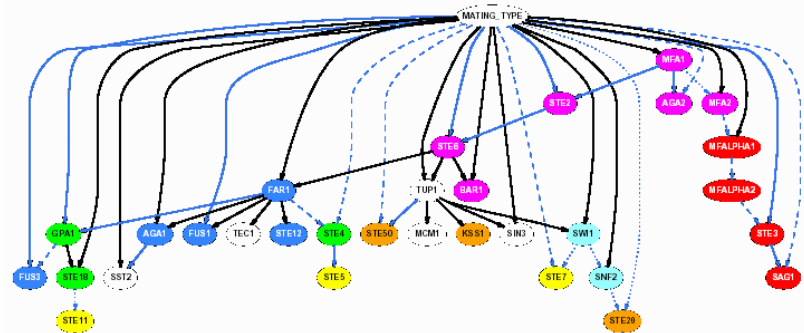 MATING_TYPE
MFA1
STE2
AGA2
MFA2
STE6
MFALPHA1
FAR1
TUP1
BAR1
MFALPHA2
GPA1
AGA1
FUS1
TEC1
STE12
STE4
STE50
MCM1
KSS1
SIN3
SWI1
STE3
FUS3
STE18
SST2
STE5
STE7
SNF2
SAG1
STE11
STE20